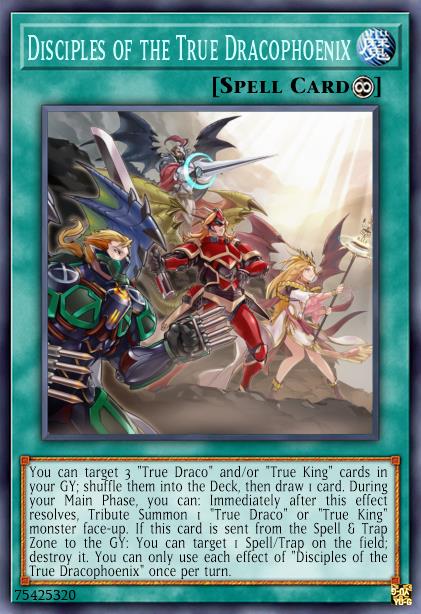 Disciples of the True Dracophoenix
魔
[Spell Card]
You can target 3 "True Draco" and/or "True King" cards in
your GY; shuffle them into the Deck, then draw 1 card. During
your Main Phase, you can: Immediately after this effect
resolves, Tribute Summon 1 "True Draco" or "True King"
monster face-up. If this card is sent from the Spell & Trap
Zone to the GY: You can target 1 Spell/Trap on the field;
destroy it. You can only use each effect of "Disciples of the
True Dracophoenix" once per turn.
75425320